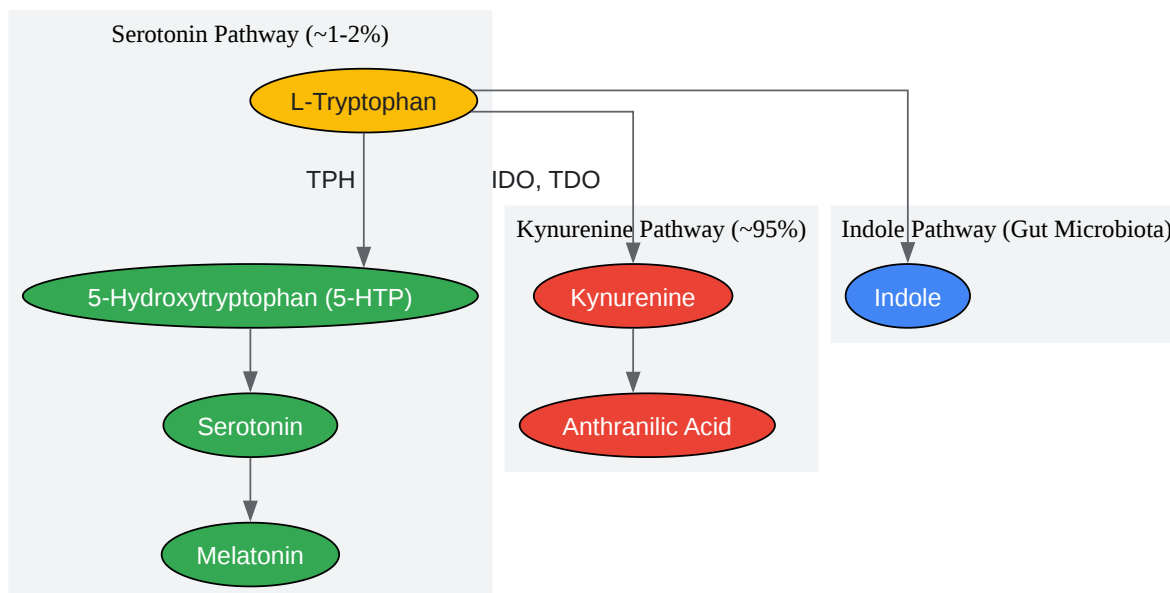 Serotonin Pathway (~1-2%)
L-Tryptophan
TPH
IDO, TDO
Kynurenine Pathway (~95%)
Indole Pathway (Gut Microbiota)
5-Hydroxytryptophan (5-HTP)
Kynurenine
Indole
Serotonin
Anthranilic Acid
Melatonin